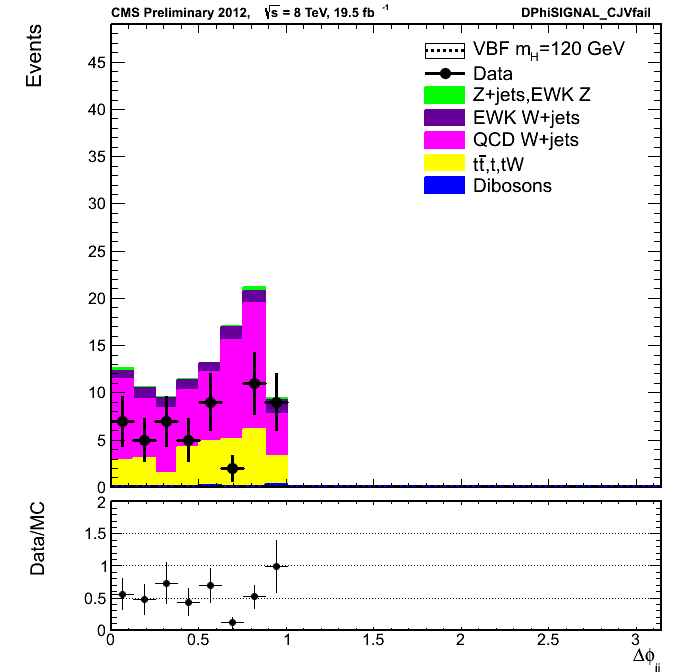 CMS Preliminary 2012, √s = 8 TeV, 19.5 fb⁻¹ DPhiSIGNAL_CJVfail
Events
VBF m_H=120 GeV
Data
Z+jets,EWK Z
EWK W+jets
QCD W+jets
tt̄,t,tW
Dibosons
45
40
35
30
25
20
15
10
5
0
Data/MC
2
1.5
1
0.5
0
0 0.5 1 1.5 2 2.5 3
Δϕ_jj